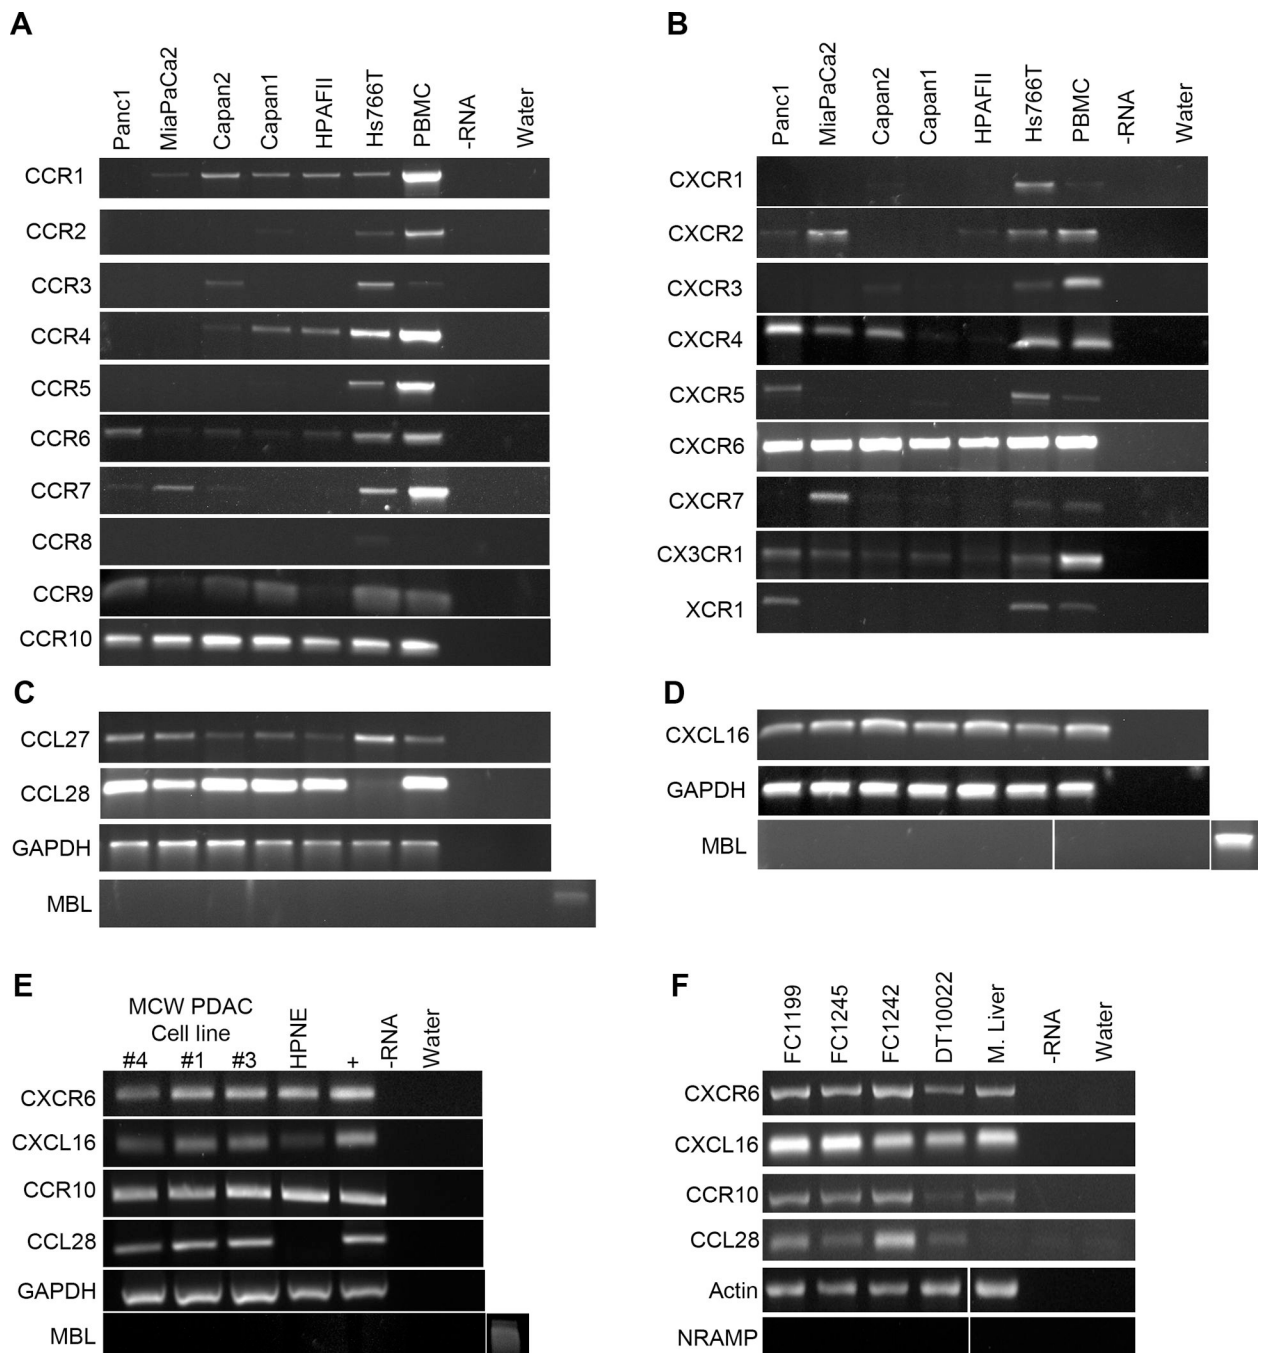 A
Panc1
MiaPaCa2
Capan2
Capan1
HPAFII
Hs766T
PBMC
-RNA
Water
CCR1
CCR2
CCR3
CCR4
CCR5
CCR6
CCR7
CCR8
CCR9
CCR10
B
Panc1
MiaPaCa2
Capan2
Capan1
HPAFII
Hs766T
PBMC
-RNA
Water
CXCR1
CXCR2
CXCR3
CXCR4
CXCR5
CXCR6
CXCR7
CX3CR1
XCR1
C
CCL27
CCL28
GAPDH
MBL
D
CXCL16
GAPDH
MBL
E
MCW PDAC
Cell line
#4 #1 #3
HPNE
+
-RNA
Water
CXCR6
CXCL16
CCR10
CCL28
GAPDH
MBL
F
FC1199
FC1245
FC1242
DT10022
M. Liver
-RNA
Water
CXCR6
CXCL16
CCR10
CCL28
Actin
NRAMP